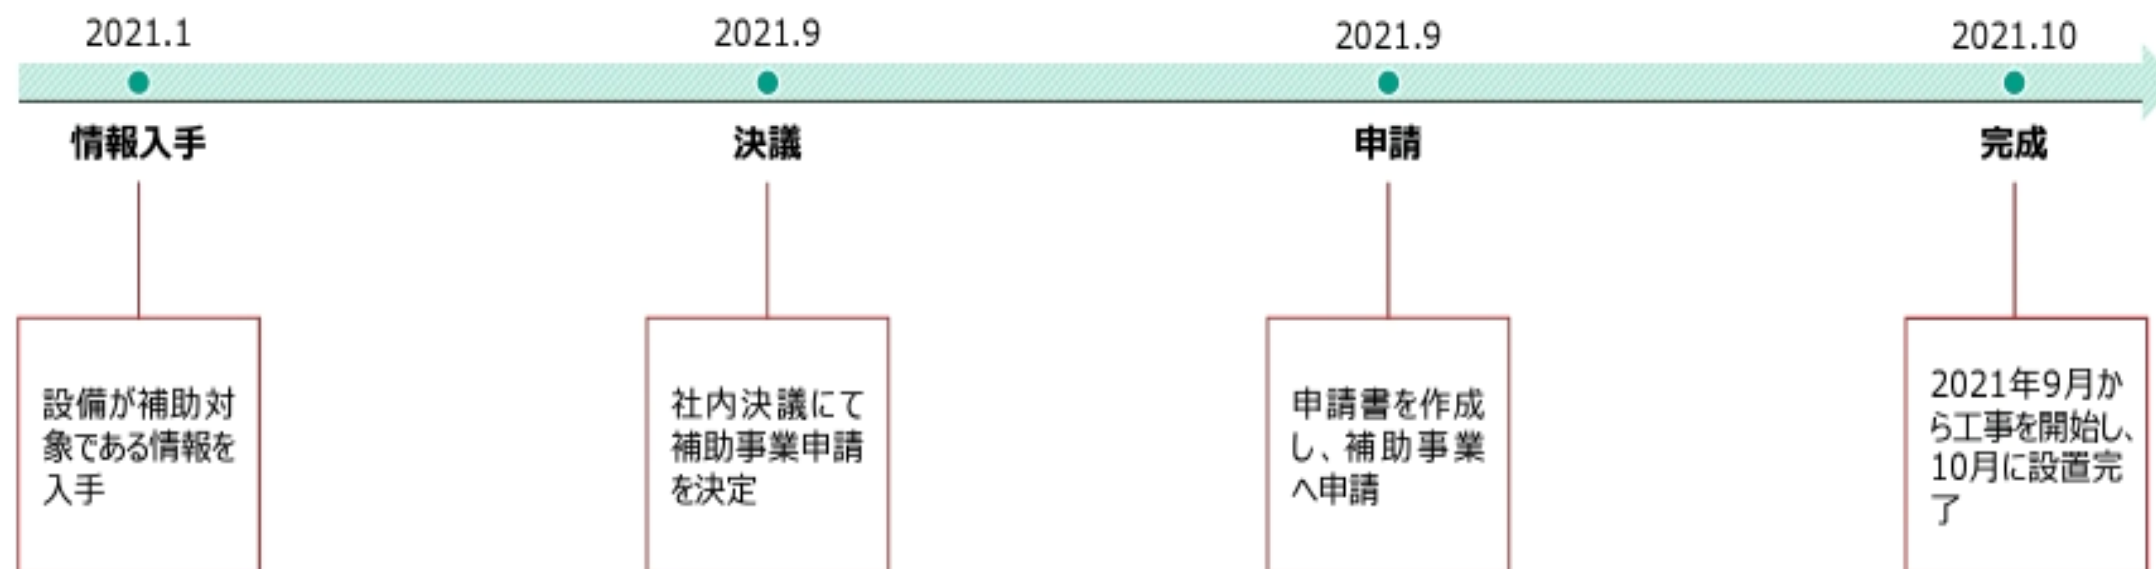 2021.1
2021.9
2021.9
2021.10
情報入手
決議
申請
完成
設備が補助対
象である情報を
入手
社内決議にて
補助事業申請
を決定
申請書を作成
し、補助事業
へ申請
2021年9月か
ら工事を開始し、
10月に設置完
了